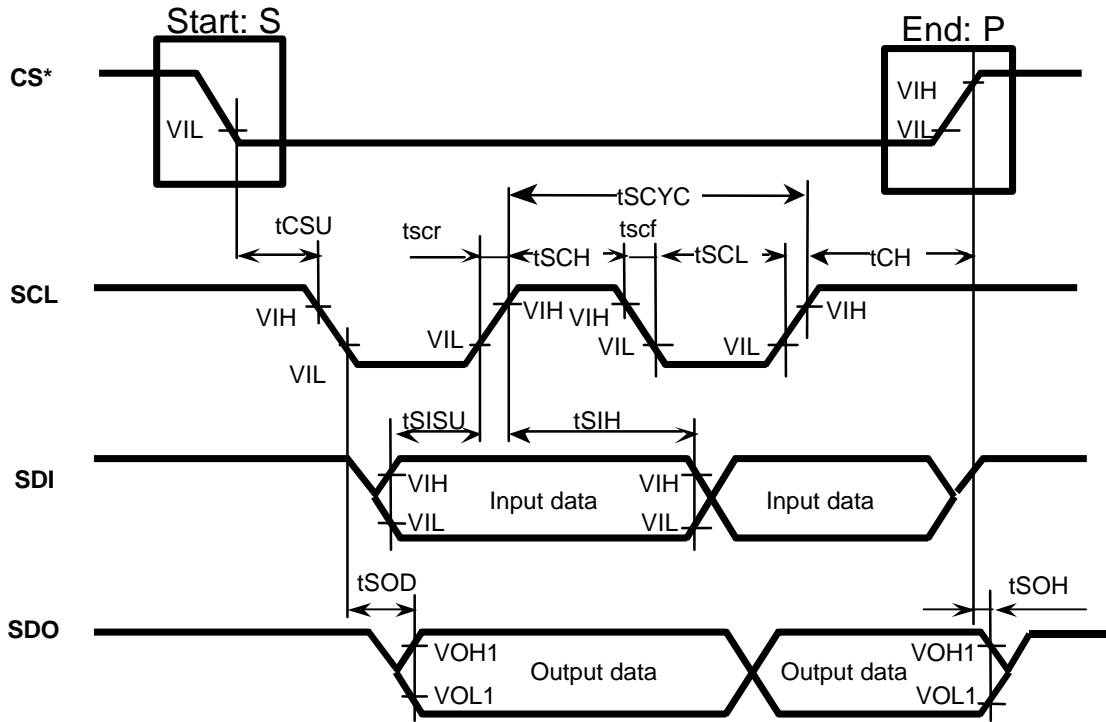 Start: S
End: P
CS*
VIH
VIL
VIL
tSCYC
tCSU
tscr
tscf
tSCH
tSCL
tCH
SCL
VIH
VIH
VIH
VIH
VIL
VIL
VIL
VIL
tSISU
tSIH
SDI
VIH
Input data
VIH
Input data
VIL
VIL
tSOD
tSOH
SDO
VOH1
Output data
Output data
VOH1
VOL1
VOL1